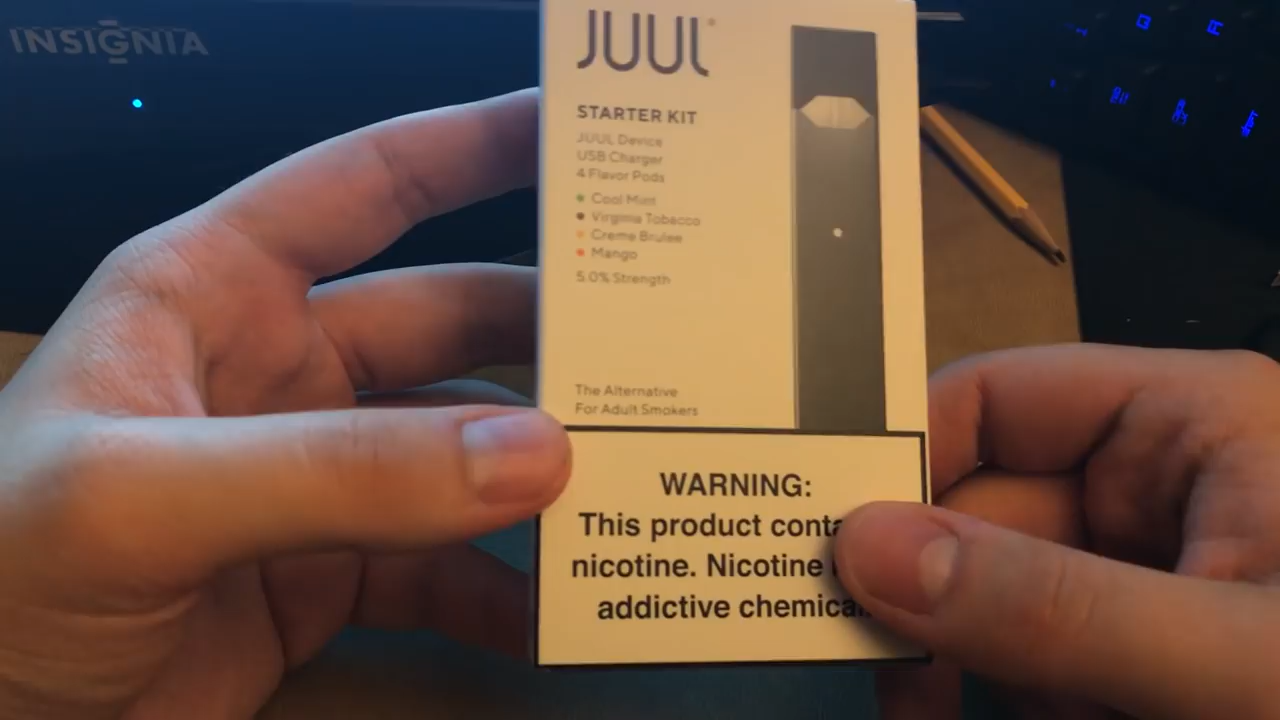 INSIGNIA
JUUL
STARTER KIT
JUUL Device
USB Charger
4 Flavor Pods
Cool Mint
Virginia Tobacco
Creme Brulee
Mango
5.0% Strength
The Alternative
For Adult Smokers
WARNING:
This product conta
nicotine. Nicotine
addictive chemical